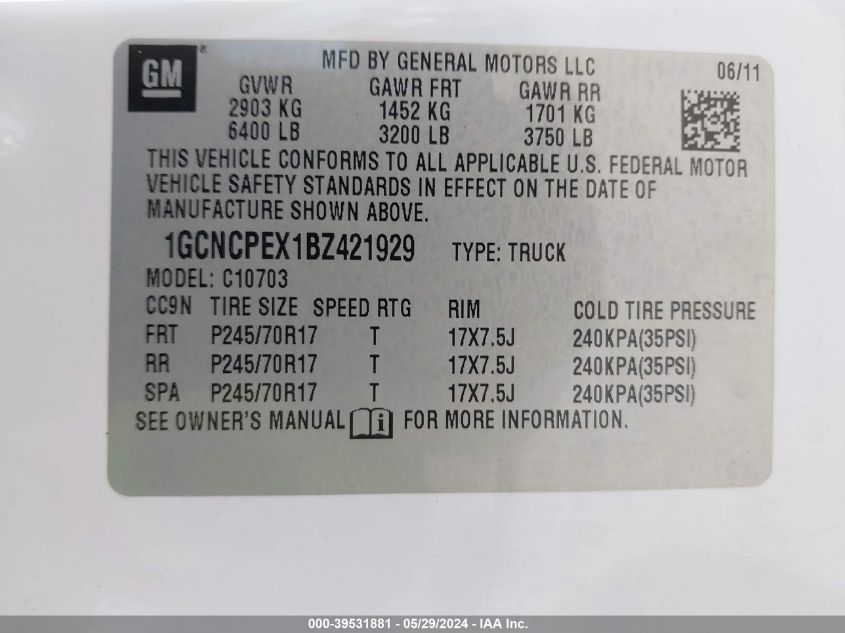 GM ® MFD BY GENERAL MOTORS LLC 06/11
GVWR GAWR FRT GAWR RR
2903 KG 1452 KG 1701 KG
6400 LB 3200 LB 3750 LB
THIS VEHICLE CONFORMS TO ALL APPLICABLE U.S. FEDERAL MOTOR
VEHICLE SAFETY STANDARDS IN EFFECT ON THE DATE OF
MANUFACTURE SHOWN ABOVE.
1GCNCPEX1BZ421929 TYPE: TRUCK
MODEL: C10703
CC9N TIRE SIZE SPEED RTG RIM COLD TIRE PRESSURE
FRT P245/70R17 T 17X7.5J 240KPA(35PSI)
RR P245/70R17 T 17X7.5J 240KPA(35PSI)
SPA P245/70R17 T 17X7.5J 240KPA(35PSI)
SEE OWNER'S MANUAL i FOR MORE INFORMATION.
000-39531881 - 05/29/2024 - IAA Inc.